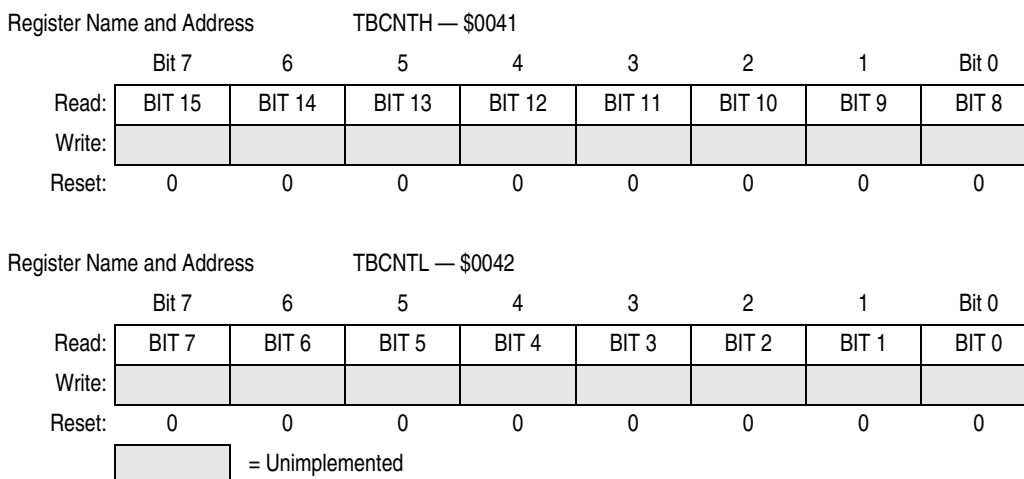 Register Name and Address TBCNTH — $0041
Bit 7 6 5 4 3 2 1 Bit 0
Read: BIT 15 BIT 14 BIT 13 BIT 12 BIT 11 BIT 10 BIT 9 BIT 8
Write:
Reset: 0 0 0 0 0 0 0 0
Register Name and Address TBCNTL — $0042
Bit 7 6 5 4 3 2 1 Bit 0
Read: BIT 7 BIT 6 BIT 5 BIT 4 BIT 3 BIT 2 BIT 1 BIT 0
Write:
Reset: 0 0 0 0 0 0 0 0
= Unimplemented